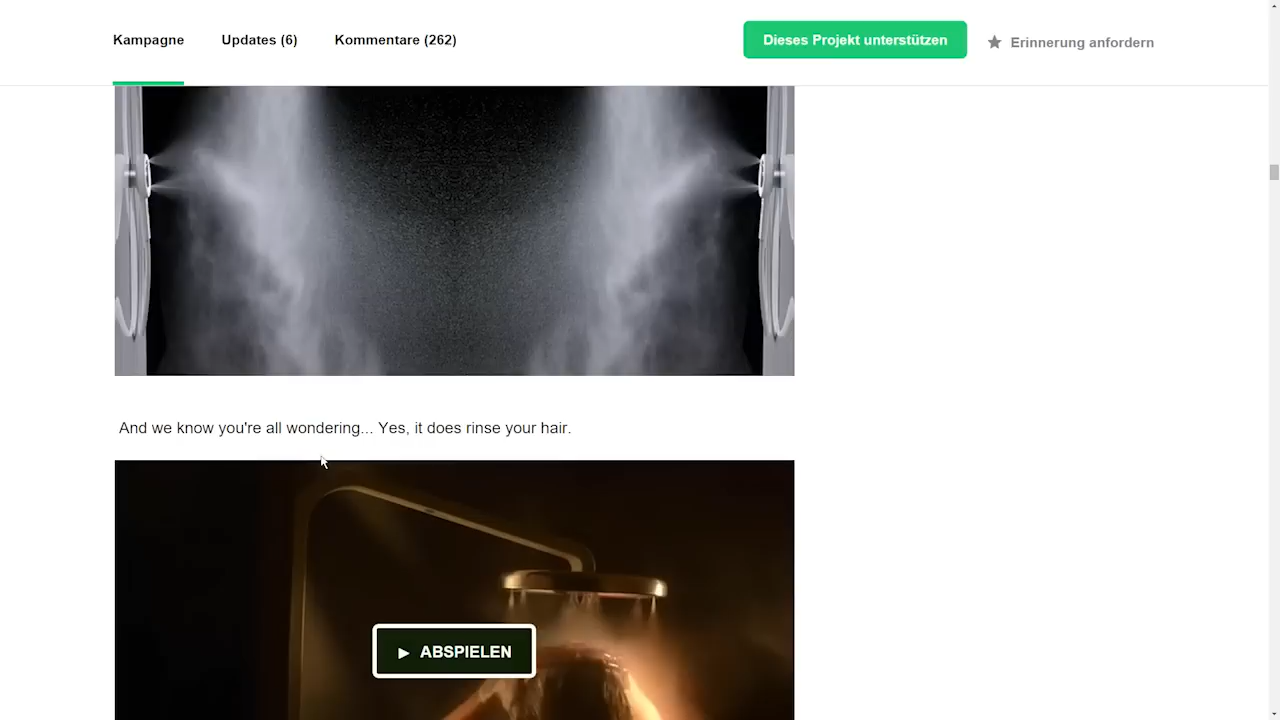 Kampagne Updates (6) Kommentare (262) Dieses Projekt unterstützen Erinnerung anfordern
And we know you're all wondering... Yes, it does rinse your hair.
ABSPIELEN